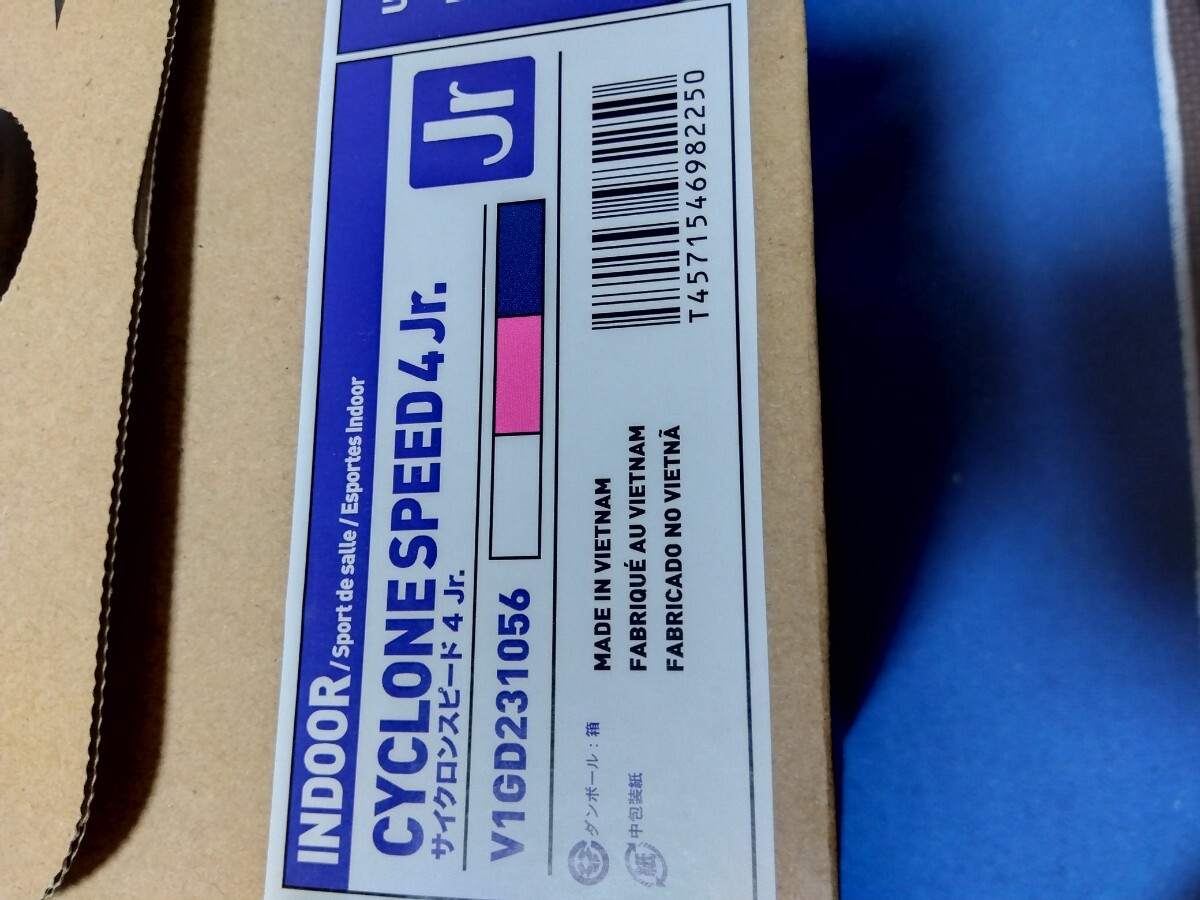 INDOOR/Sport de salle/Esportes Indoor
CYCLONE SPEED 4 Jr.
サイクロンスピード 4 Jr.
Jr
V1GD231056
MADE IN VIETNAM
FABRIQUÉ AU VIETNAM
FABRICADO NO VIETNÃ
T4571546982250
ダンボール：箱
紙 中包装紙